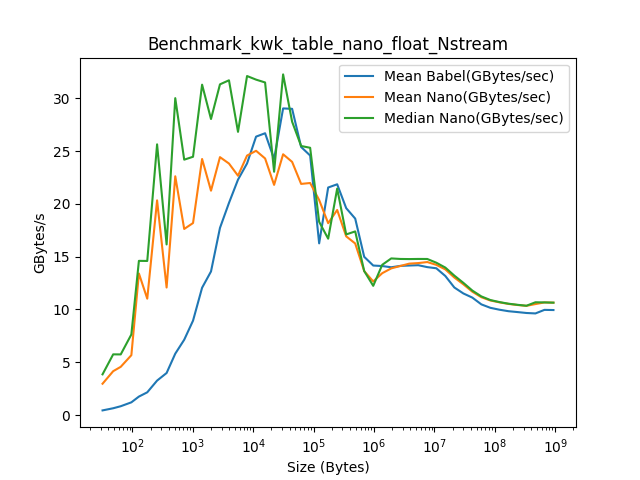 Benchmark_kwk_table_nano_float_Nstream
Mean Babel(GBytes/sec)
Mean Nano(GBytes/sec)
Median Nano(GBytes/sec)
GBytes/s
30
25
20
15
10
5
0
10² 10³ 10⁴ 10⁵ 10⁶ 10⁷ 10⁸ 10⁹
Size (Bytes)